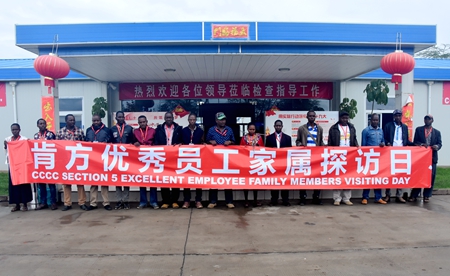 热烈欢迎各位领导莅临检查指导工作
肯方优秀员工家属探访日
CCCC SECTION 5 EXCELLENT EMPLOYEE FAMILY MEMBERS VISITING DAY